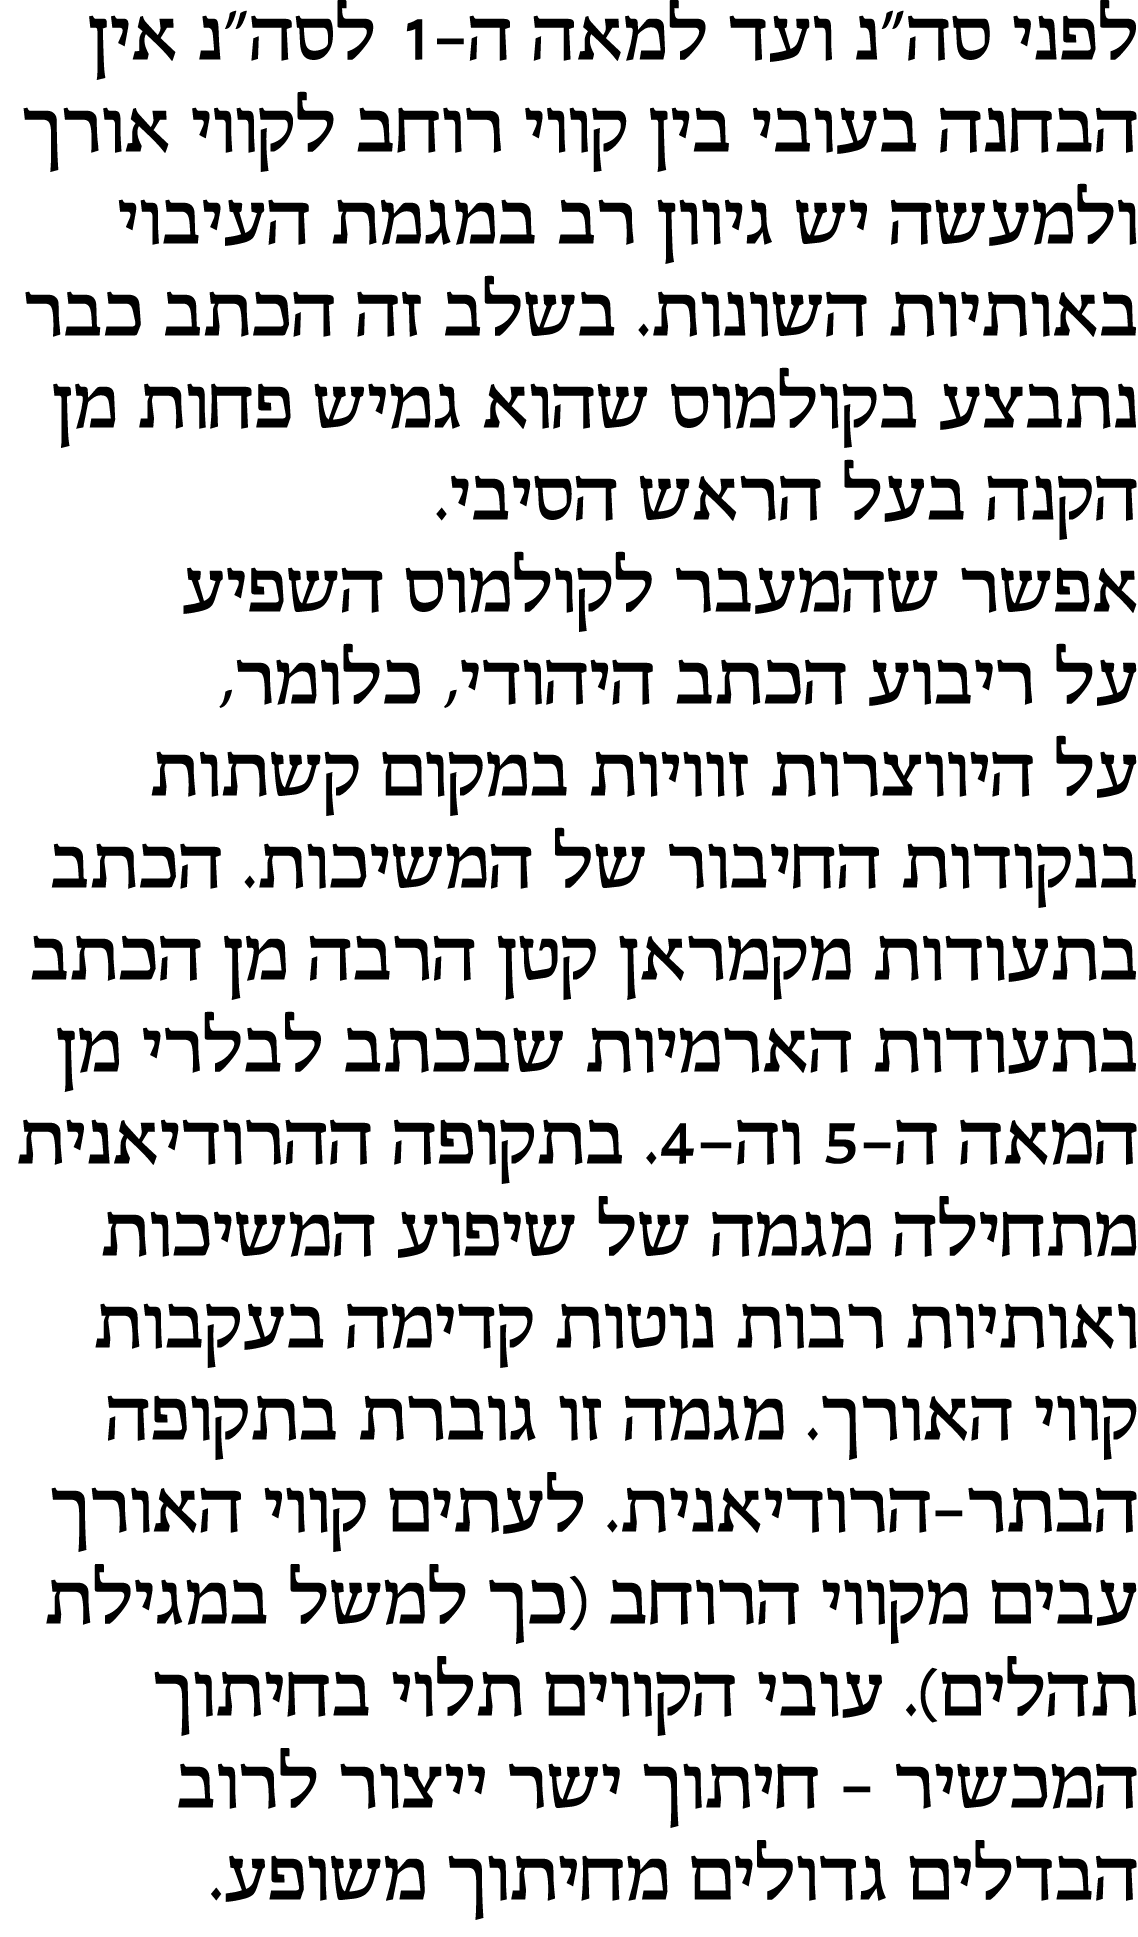 לפני סה"נ ועד למאה ה-1 לסה"נ אין
הבחנה בעובי בין קווי רוחב לקווי אורך
ולמעשה יש גיוון רב במגמת העיבוי
באותיות השונות. בשלב זה הכתב כבר
נתבצע בקולמוס שהוא גמיש פחות מן
הקנה בעל הראש הסיבי.
אפשר שהמעבר לקולמוס השפיע
על ריבוע הכתב היהודי, כלומר,
על היווצרות זוויות במקום קשתות
בנקודות החיבור של המשיכות. הכתב
בתעודות מקמראן קטן הרבה מן הכתב
בתעודות הארמיות שבכתב לבלרי מן
המאה ה-5 וה-4. בתקופה ההרודיאנית
מתחילה מגמה של שיפוע המשיכות
ואותיות רבות נוטות קדימה בעקבות
קווי האורך. מגמה זו גוברת בתקופה
הבתר-הרודיאנית. לעתים קווי האורך
עבים מקווי הרוחב (כך למשל במגילת
תהלים). עובי הקווים תלוי בחיתוך
המכשיר - חיתוך ישר ייצור לרוב
הבדלים גדולים מחיתוך משופע.